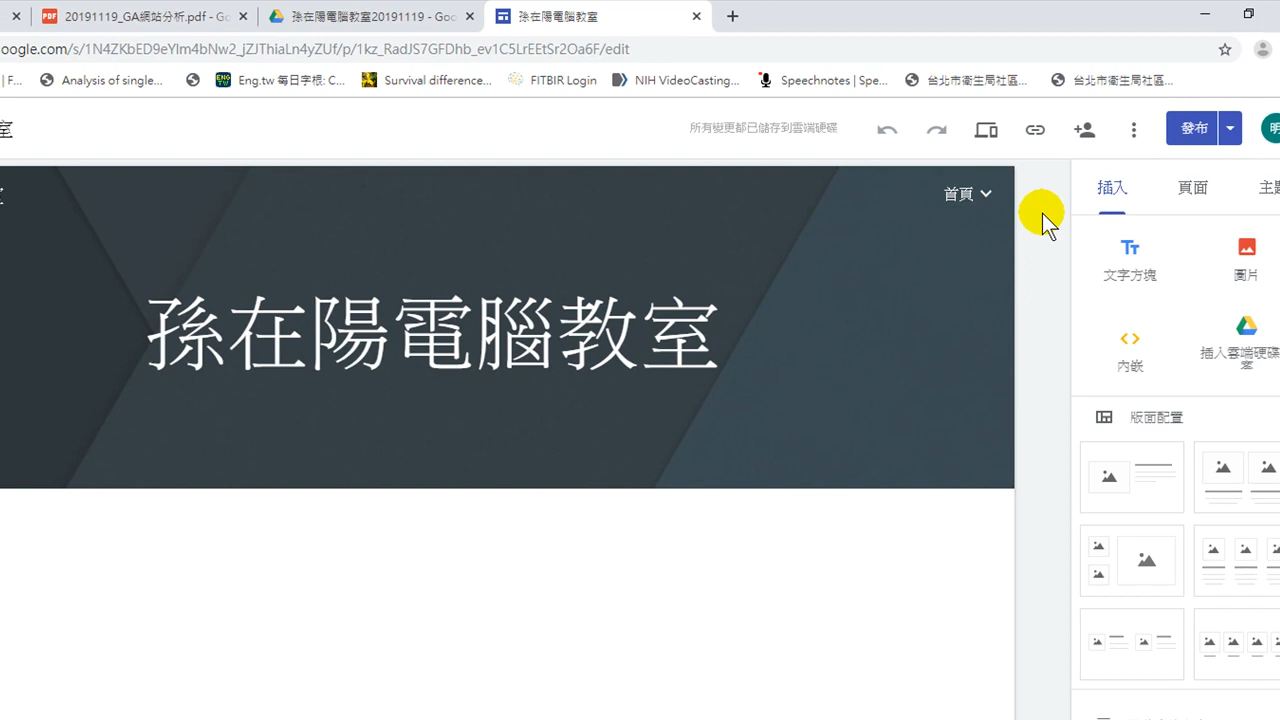 20191119_GA網站分析.pdf - Go
孫在陽電腦教室20191119 - Goo
孫在陽電腦教室
oogle.com/s/1N4ZKbED9eYlm4bNw2_jZJThiaLn4yZUf/p/1kz_RadJS7GFDhb_ev1C5LrEEtSr2Oa6F/edit
| F...
Analysis of single...
Eng.tw 每日字根: C...
Survival difference...
FITBIR Login
NIH VideoCasting...
Speechnotes | Spe...
台北市衛生局社區...
台北市衛生局社區...
室
所有變更都已儲存到雲端硬碟
發布
明
首頁
孫在陽電腦教室
插入
頁面
主題
文字方塊
圖片
內嵌
插入雲端硬碟
版面配置